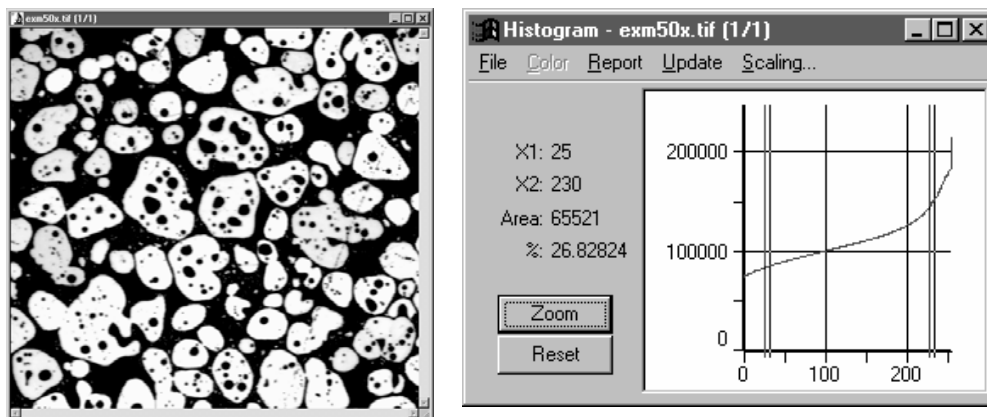 exm50x.tif (1/1)
Histogram - exm50x.tif (1/1)
File Color Report Update Scaling...
X1: 25
X2: 230
Area: 65521
%: 26.82824
Zoom
Reset
200000
100000
0
0 100 200